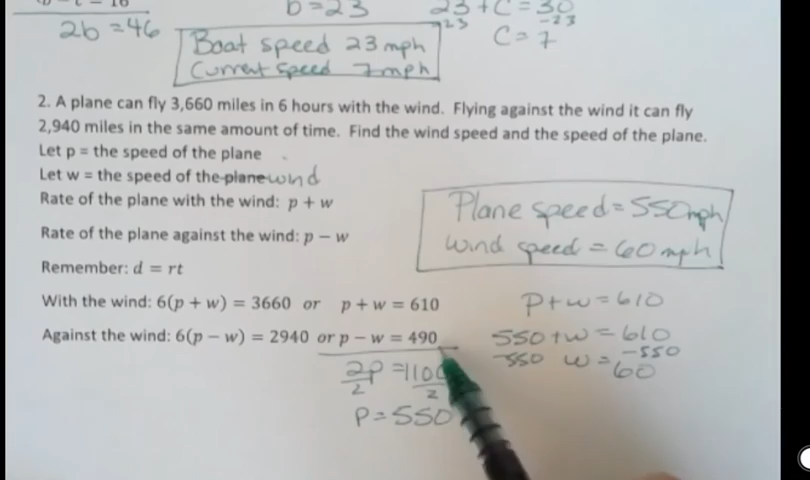 2b = 46
b = 23
23 + C = 30
-23 -23
C = 7
Boat speed 23 mph
Current speed 7 mph
2. A plane can fly 3,660 miles in 6 hours with the wind. Flying against the wind it can fly
2,940 miles in the same amount of time. Find the wind speed and the speed of the plane.
Let p = the speed of the plane
Let w = the speed of the plane wind
Rate of the plane with the wind: p + w
Rate of the plane against the wind: p − w
Remember: d = rt
With the wind: 6(p + w) = 3660 or p + w = 610
Against the wind: 6(p − w) = 2940 or p − w = 490
2p = 110
2 2
P = 550
Plane speed = 550mph
wind speed = 60 mph
P + w = 610
550 + w = 610
-550 -550
w = 60